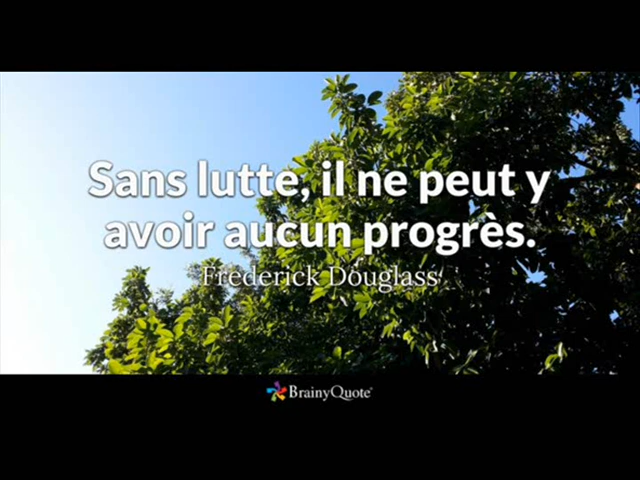 Sans lutte, il ne peut y
avoir aucun progrès.
Frederick Douglass
BrainyQuote®